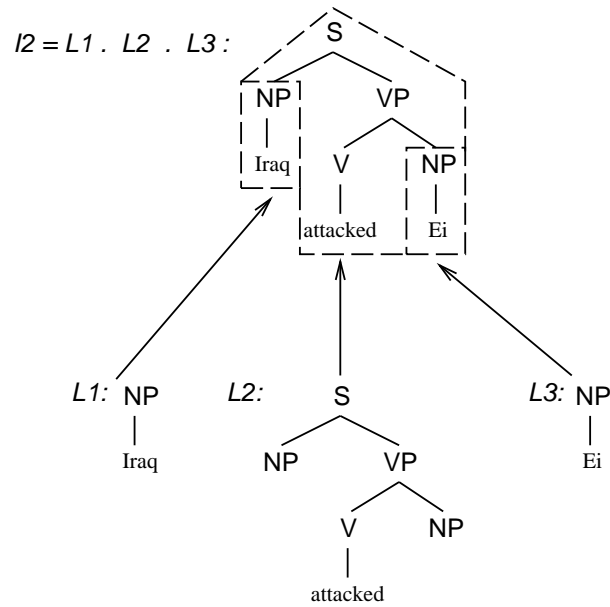 I2 = L1 . L2 . L3 :
S
NP VP
Iraq V NP
attacked Ei
L1: NP L2: S L3: NP
Iraq NP VP Ei
V NP
attacked